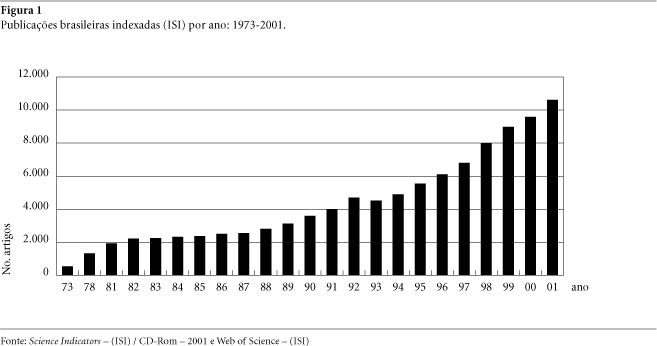 Figura 1
Publicações brasileiras indexadas (ISI) por ano: 1973-2001.
12.000
10.000
8.000
6.000
4.000
2.000
0
No. artigos
73 78 81 82 83 84 85 86 87 88 89 90 91 92 93 94 95 96 97 98 99 00 01 ano
Fonte: Science Indicators – (ISI) / CD-Rom – 2001 e Web of Science – (ISI)